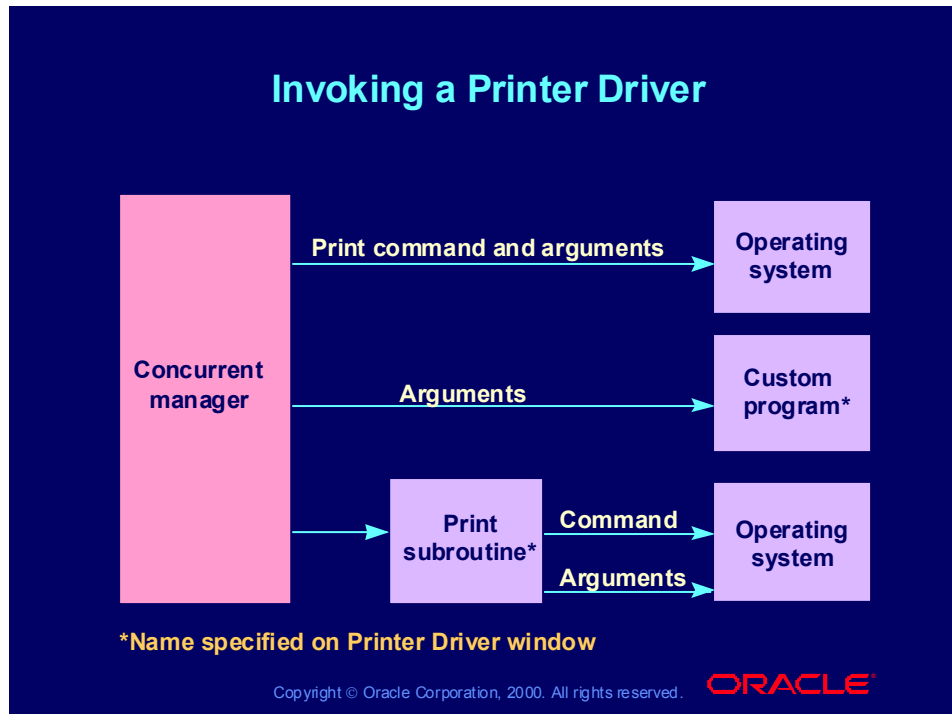 Invoking a Printer Driver
Print command and arguments
Operating
system
Concurrent
manager
Arguments
Custom
program*
Print
subroutine*
Command
Arguments
Operating
system
*Name specified on Printer Driver window
Copyright © Oracle Corporation, 2000. All rights reserved.
ORACLE®